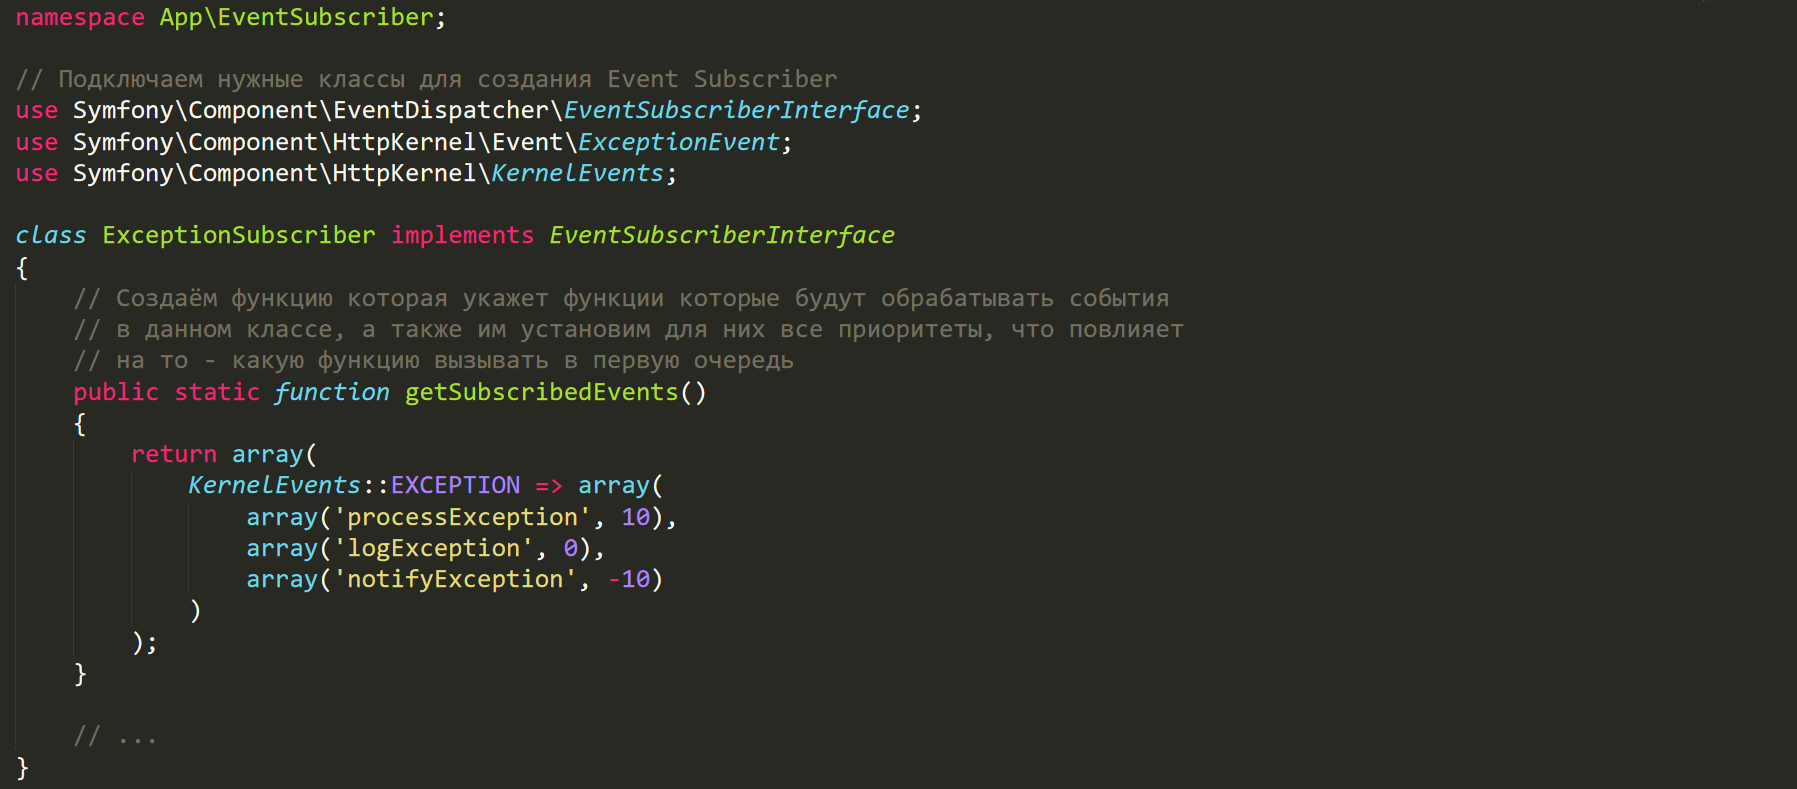 namespace App\EventSubscriber;
// Подключаем нужные классы для создания Event Subscriber
use Symfony\Component\EventDispatcher\EventSubscriberInterface;
use Symfony\Component\HttpKernel\Event\ExceptionEvent;
use Symfony\Component\HttpKernel\KernelEvents;
class ExceptionSubscriber implements EventSubscriberInterface
{
// Создаём функцию которая укажет функции которые будут обрабатывать события
// в данном классе, а также им установим для них все приоритеты, что повлияет
// на то - какую функцию вызывать в первую очередь
public static function getSubscribedEvents()
{
return array(
KernelEvents::EXCEPTION => array(
array('processException', 10),
array('logException', 0),
array('notifyException', -10)
)
);
}
// ...
}